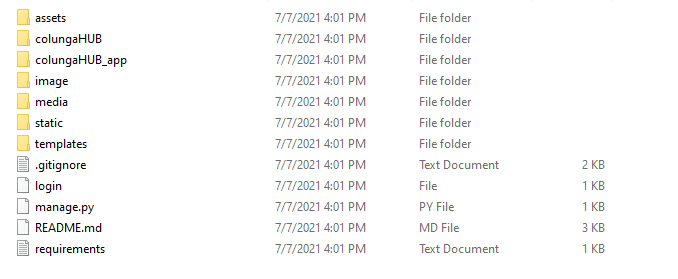 assets 7/7/2021 4:01 PM File folder
colungaHUB 7/7/2021 4:01 PM File folder
colungaHUB_app 7/7/2021 4:01 PM File folder
image 7/7/2021 4:01 PM File folder
media 7/7/2021 4:01 PM File folder
static 7/7/2021 4:01 PM File folder
templates 7/7/2021 4:01 PM File folder
.gitignore 7/7/2021 4:01 PM Text Document 2 KB
login 7/7/2021 4:01 PM File 1 KB
manage.py 7/7/2021 4:01 PM PY File 1 KB
README.md 7/7/2021 4:01 PM MD File 3 KB
requirements 7/7/2021 4:01 PM Text Document 1 KB